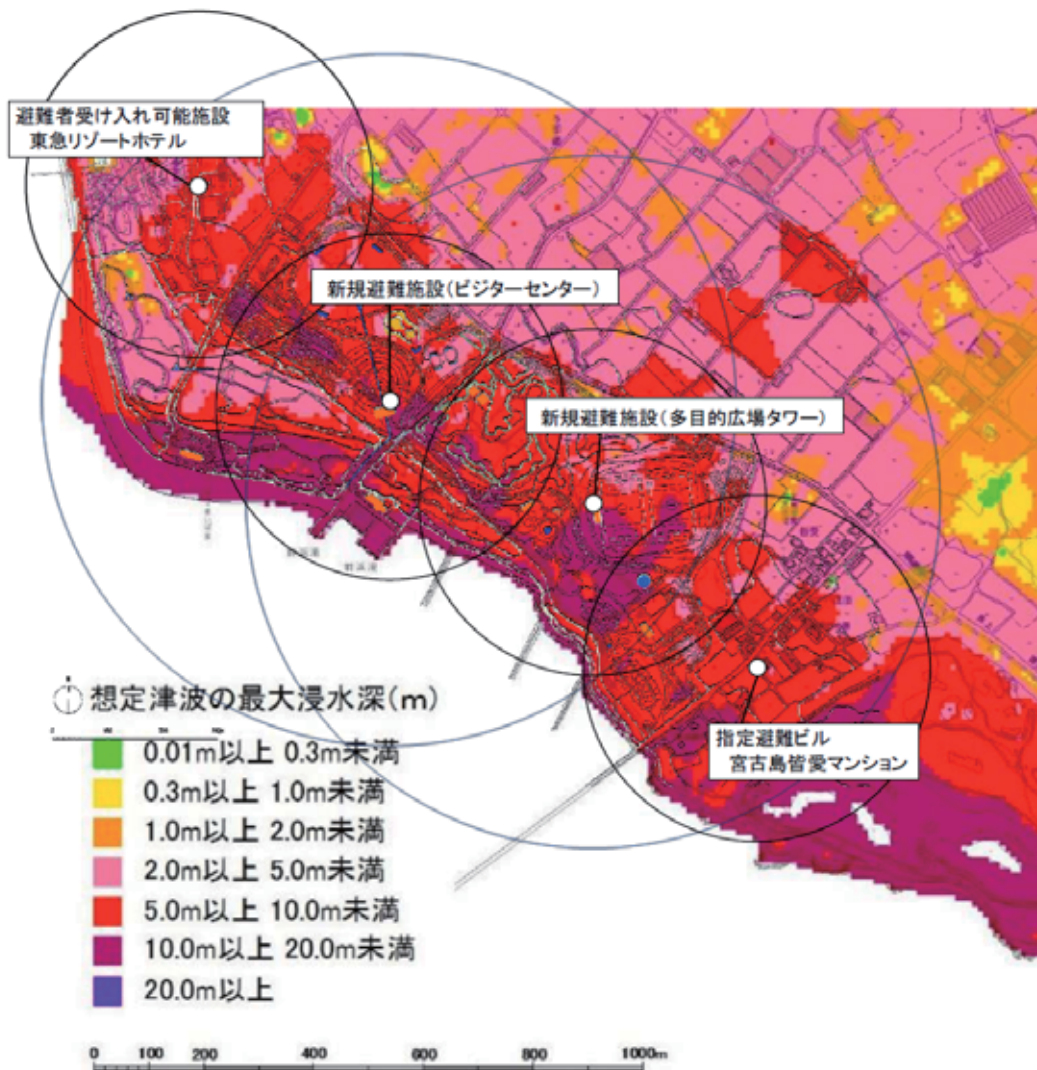 避難者受け入れ可能施設
東急リゾートホテル
新規避難施設(ビジターセンター)
新規避難施設(多目的広場タワー)
指定避難ビル
宮古島皆愛マンション
想定津波の最大浸水深(m)
0.01m以上 0.3m未満
0.3m以上 1.0m未満
1.0m以上 2.0m未満
2.0m以上 5.0m未満
5.0m以上 10.0m未満
10.0m以上 20.0m未満
20.0m以上
0 100 200 400 600 800 1000m